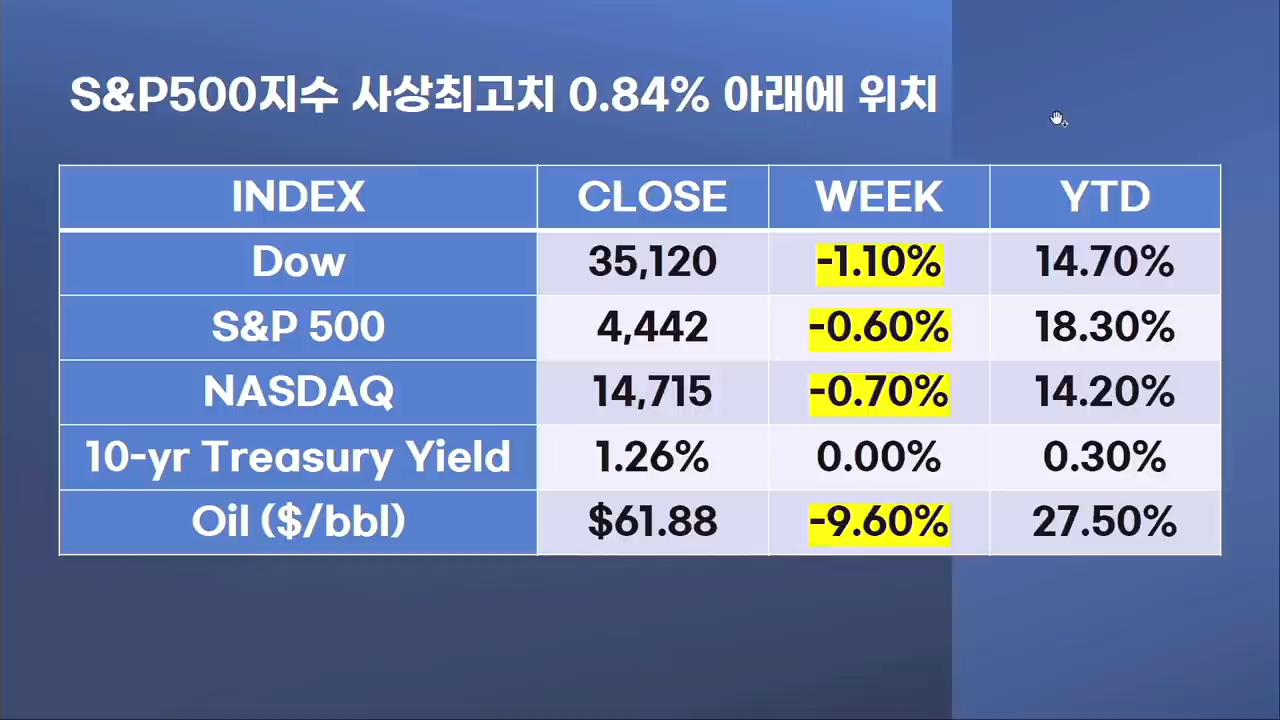 S&P500지수 사상최고치 0.84% 아래에 위치
INDEX CLOSE WEEK YTD
Dow 35,120 -1.10% 14.70%
S&P 500 4,442 -0.60% 18.30%
NASDAQ 14,715 -0.70% 14.20%
10-yr Treasury Yield 1.26% 0.00% 0.30%
Oil ($/bbl) $61.88 -9.60% 27.50%